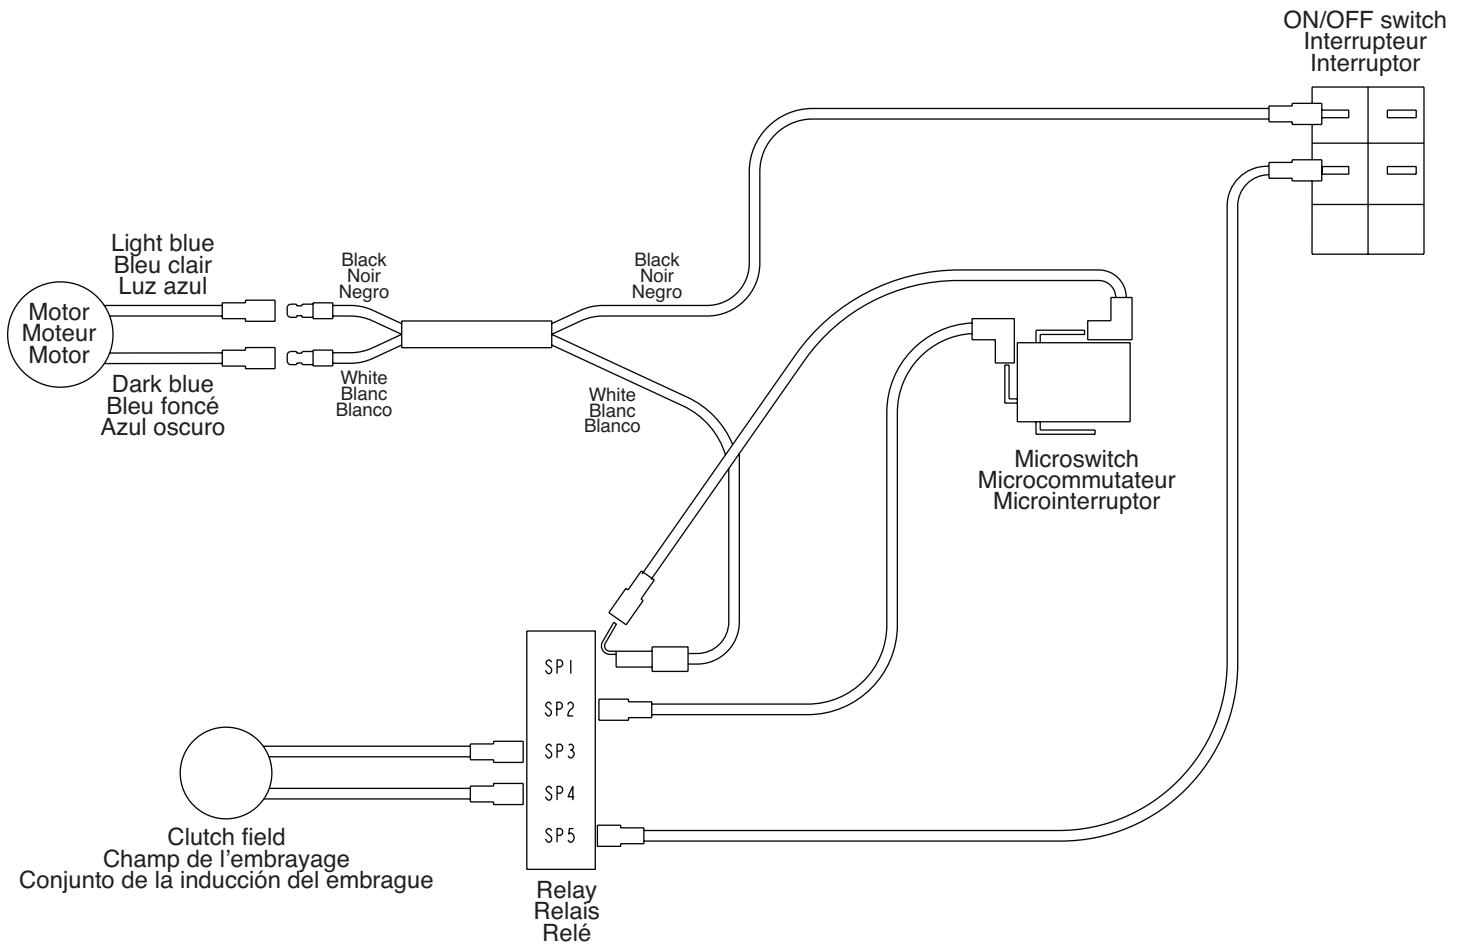 ON/OFF switch
Interrupteur
Interruptor
Light blue
Bleu clair
Luz azul
Black
Noir
Negro
Black
Noir
Negro
Motor
Moteur
Motor
Dark blue
Bleu foncé
Azul oscuro
White
Blanc
Blanco
White
Blanc
Blanco
Microswitch
Microcommutateur
Microinterruptor
SP1
SP2
SP3
SP4
SP5
Clutch field
Champ de l'embrayage
Conjunto de la inducción del embrague
Relay
Relais
Relé